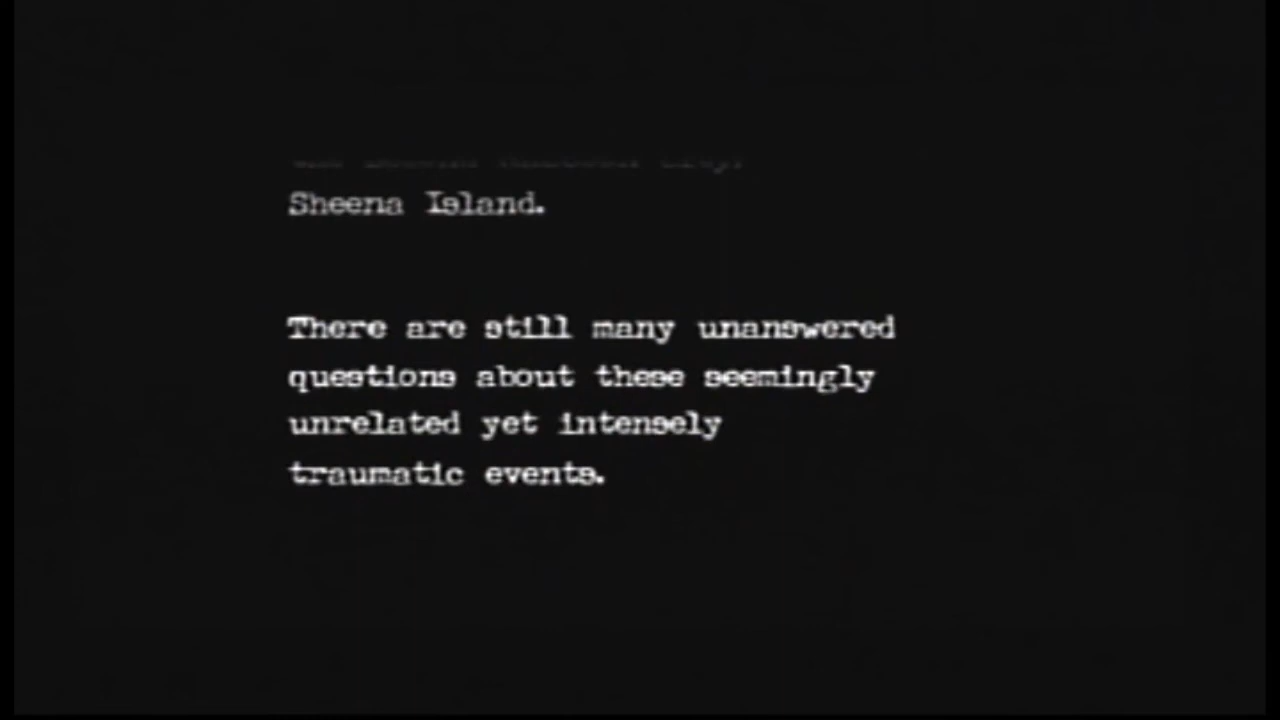 Sheena Island.
There are still many unanswered
questions about these seemingly
unrelated yet intensely
traumatic events.